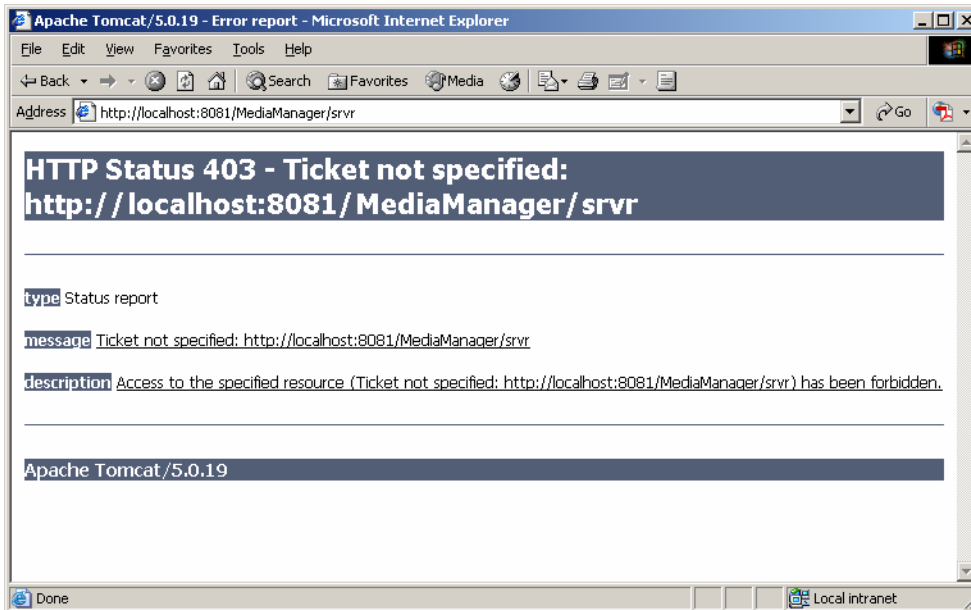 Apache Tomcat/5.0.19 - Error report - Microsoft Internet Explorer
File Edit View Favorites Tools Help
Back Search Favorites Media
Address http://localhost:8081/MediaManager/srvr Go
HTTP Status 403 - Ticket not specified:
http://localhost:8081/MediaManager/srvr
type Status report
message Ticket not specified: http://localhost:8081/MediaManager/srvr
description Access to the specified resource (Ticket not specified: http://localhost:8081/MediaManager/srvr) has been forbidden.
Apache Tomcat/5.0.19
Done Local intranet